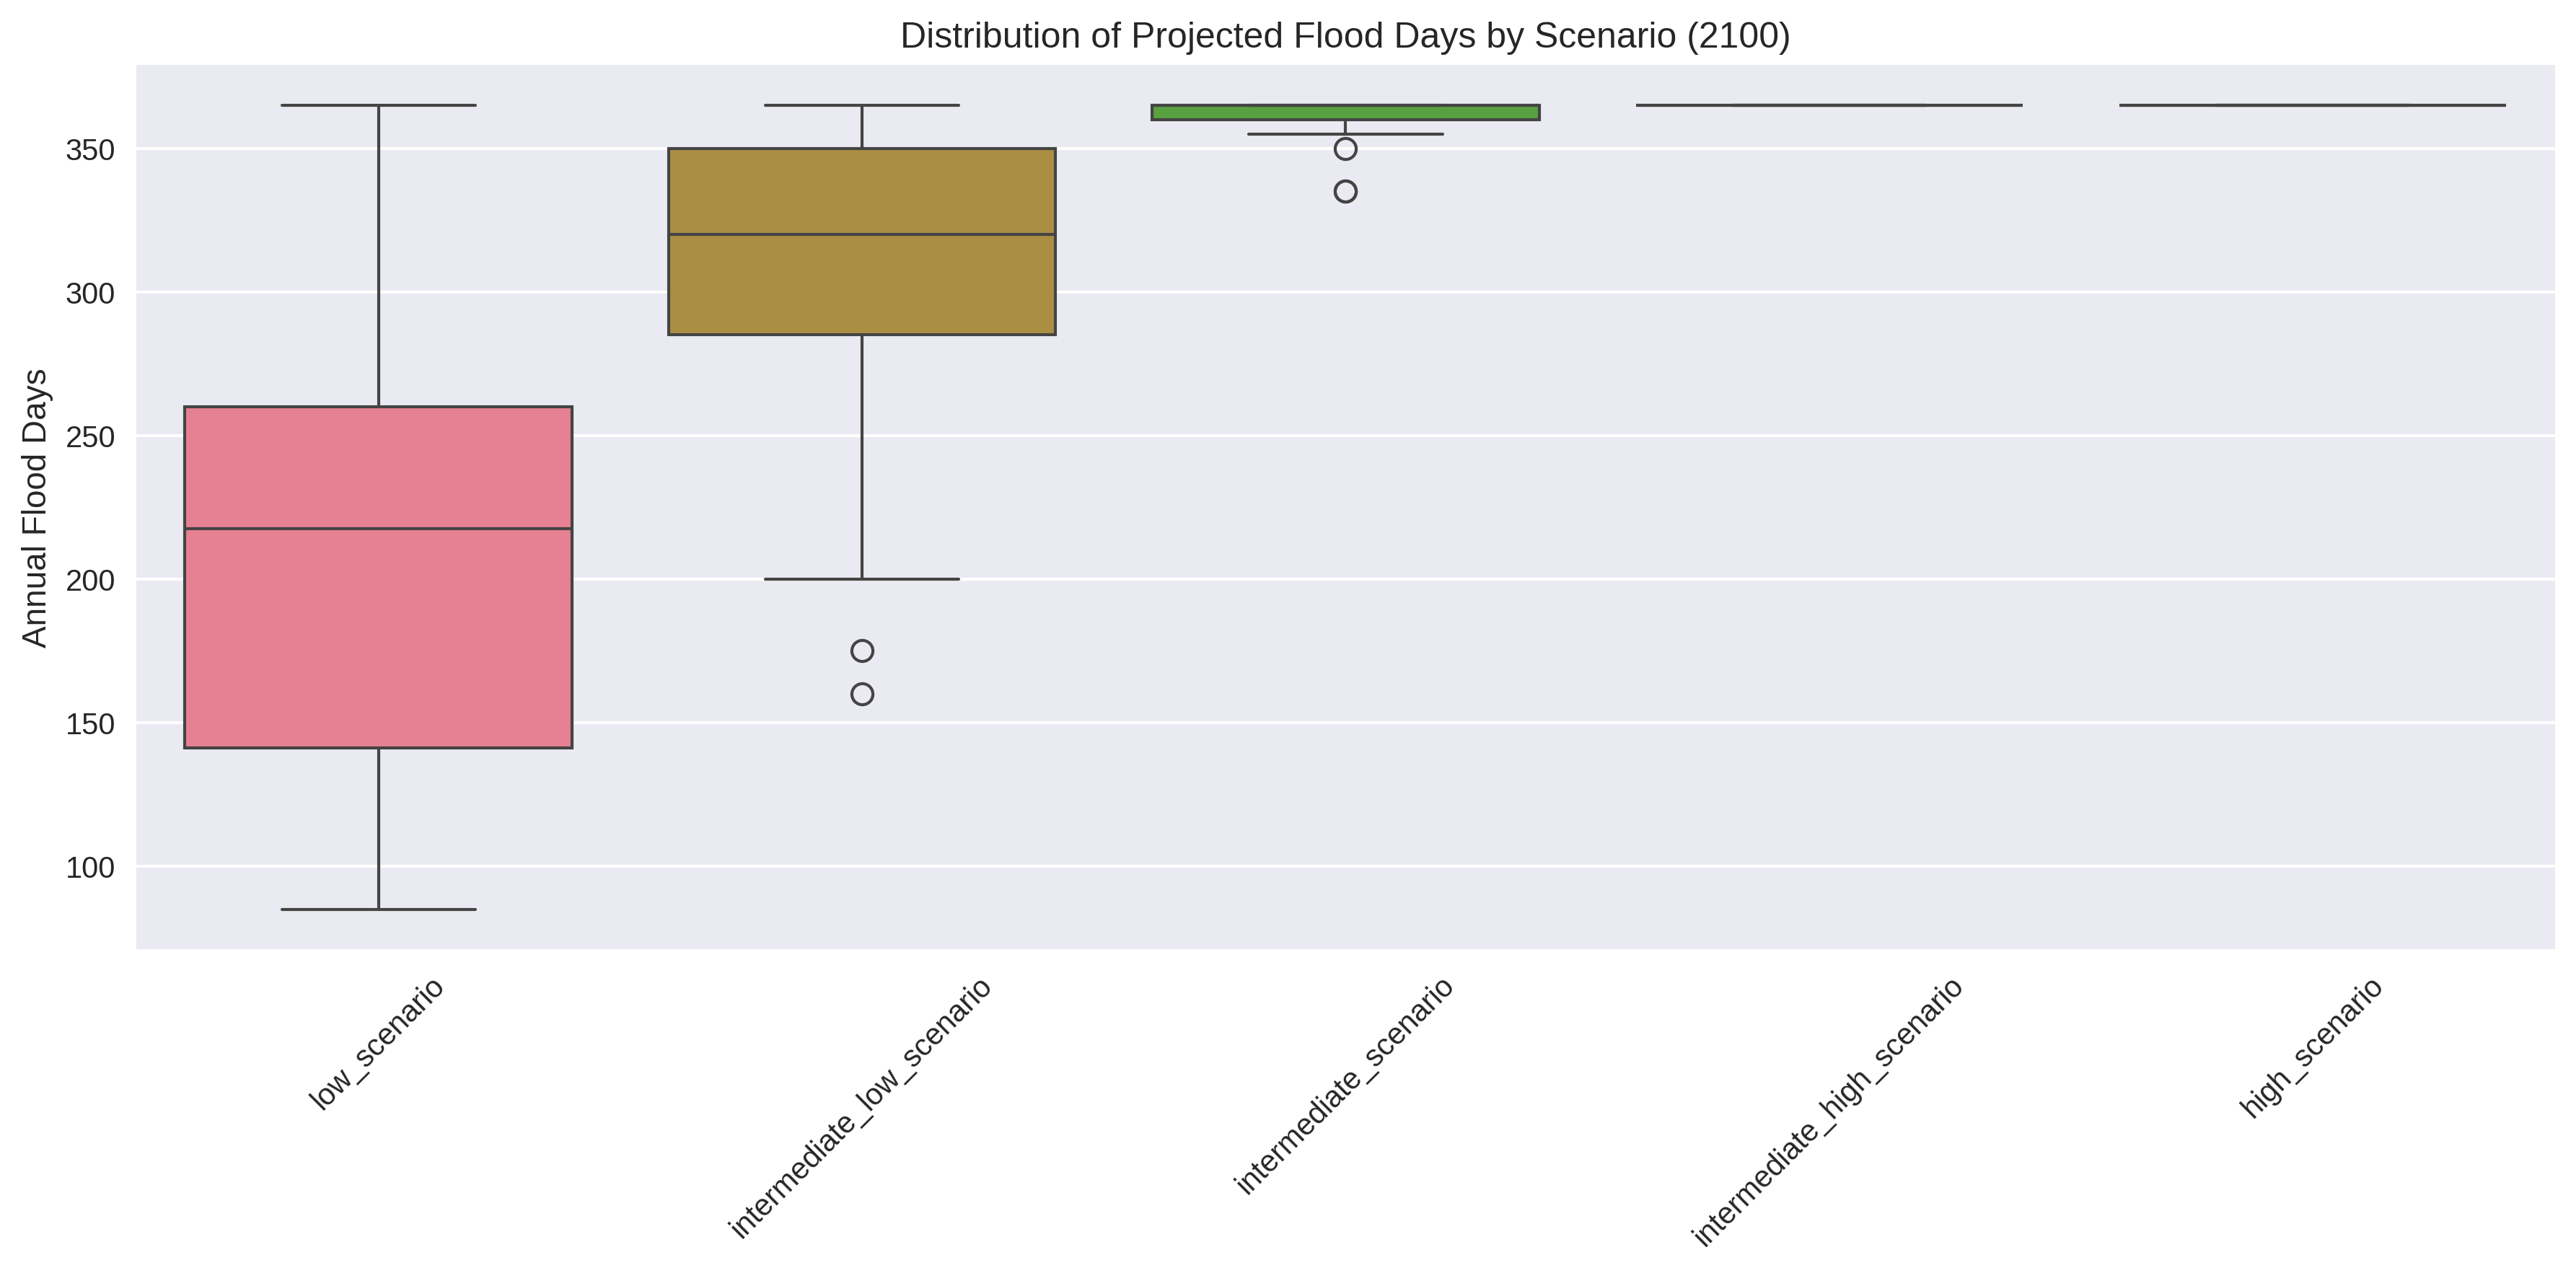 Distribution of Projected Flood Days by Scenario (2100)
Annual Flood Days
350
300
250
200
150
100
low_scenario
intermediate_low_scenario
intermediate_scenario
intermediate_high_scenario
high_scenario